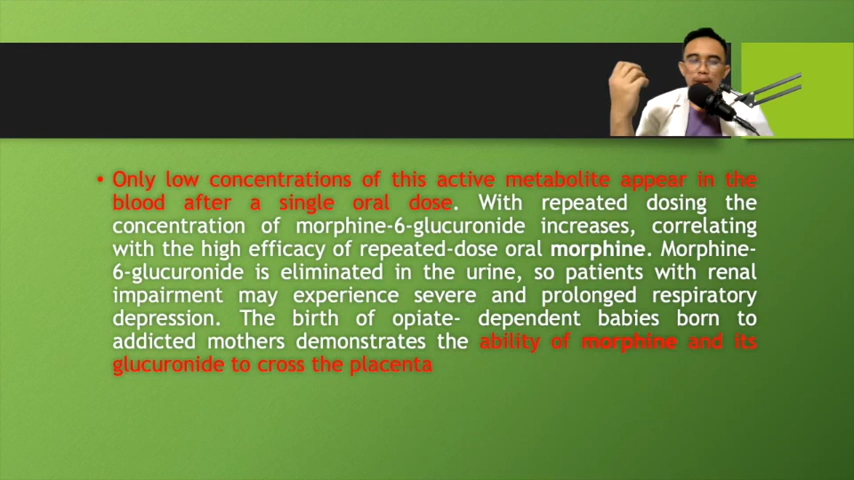 • Only low concentrations of this active metabolite appear in the
blood after a single oral dose. With repeated dosing the
concentration of morphine-6-glucuronide increases, correlating
with the high efficacy of repeated-dose oral morphine. Morphine-
6-glucuronide is eliminated in the urine, so patients with renal
impairment may experience severe and prolonged respiratory
depression. The birth of opiate- dependent babies born to
addicted mothers demonstrates the ability of morphine and its
glucuronide to cross the placenta